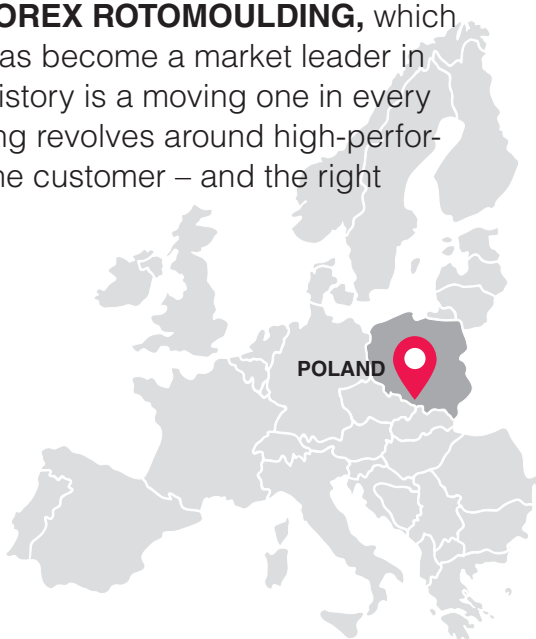 OREX ROTOMOULDING, which
as become a market leader in
istory is a moving one in every
ng revolves around high-perfor-
ne customer – and the right
POLAND